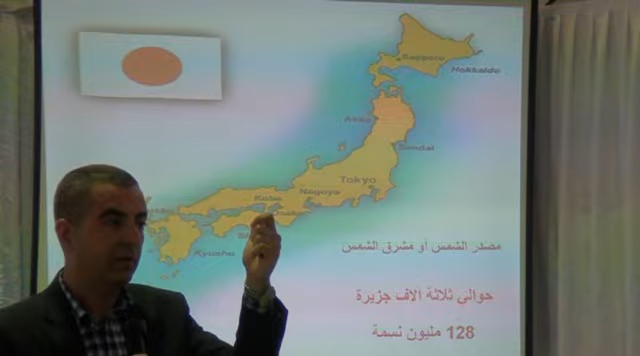 Sapporo
Hokkaido
Akita
Sendai
Tokyo
Nagoya
Kobe
Kyushu
مصدر الشمس أو مشرق الشمس
حوالي ثلاثة الاف جزيرة
128 مليون نسمة